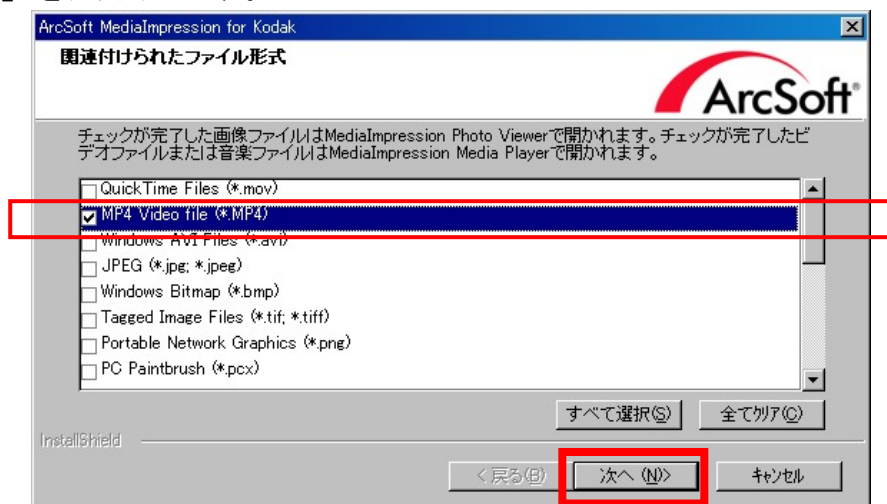 ArcSoft MediaImpression for Kodak
関連付けられたファイル形式
ArcSoft®
チェックが完了した画像ファイルはMediaImpression Photo Viewerで開かれます。チェックが完了したビ
デオファイルまたは音楽ファイルはMediaImpression Media Playerで開かれます。
QuickTime Files (*.mov)
MP4 Video file (*.MP4)
Windows AVI Files (*.avi)
JPEG (*.jpg; *.jpeg)
Windows Bitmap (*.bmp)
Tagged Image Files (*.tif; *.tiff)
Portable Network Graphics (*.png)
PC Paintbrush (*.pcx)
すべて選択(S) 全てクリア(C)
InstallShield
< 戻る(B) 次へ (N)> キャンセル